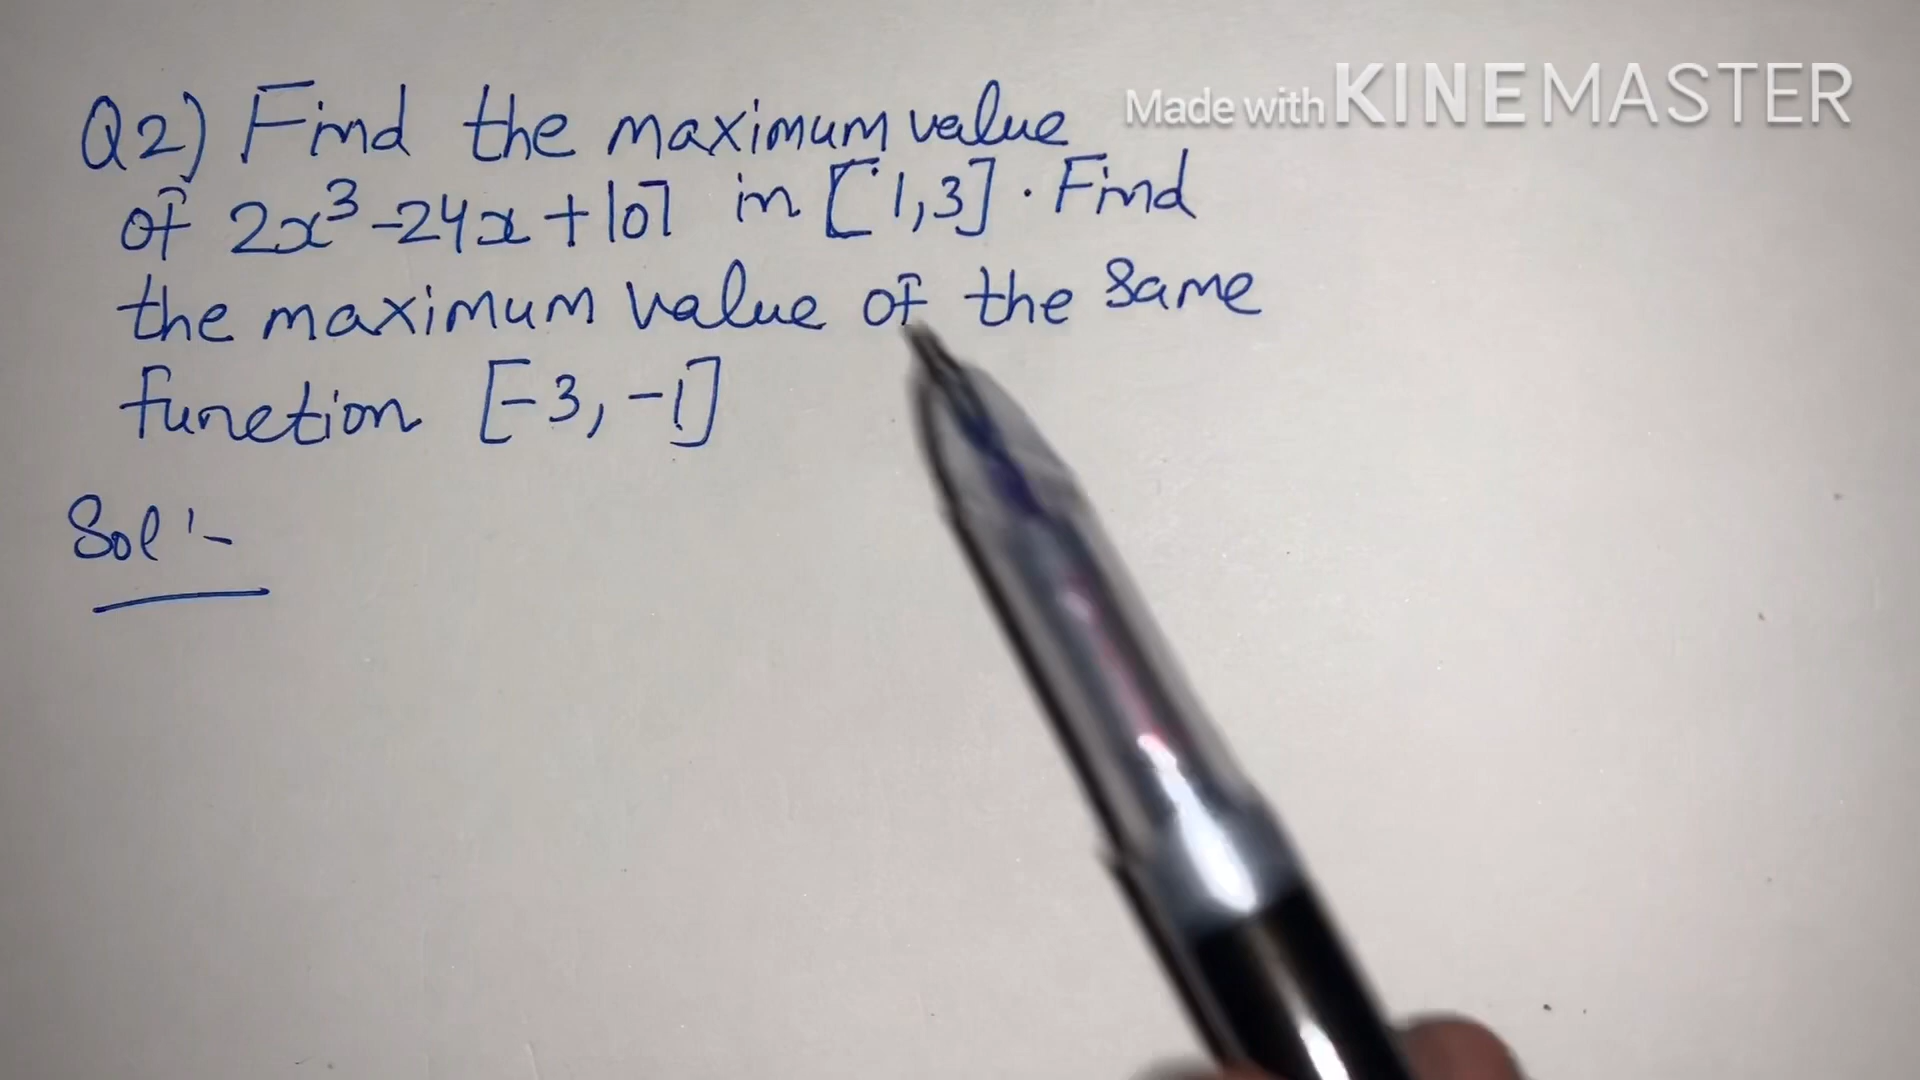 Made with KINEMASTER
Q2) Find the maximum value
of 2x³-24x+107 in [1,3]. Find
the maximum value of the same
function [-3,-1]
Sol:-